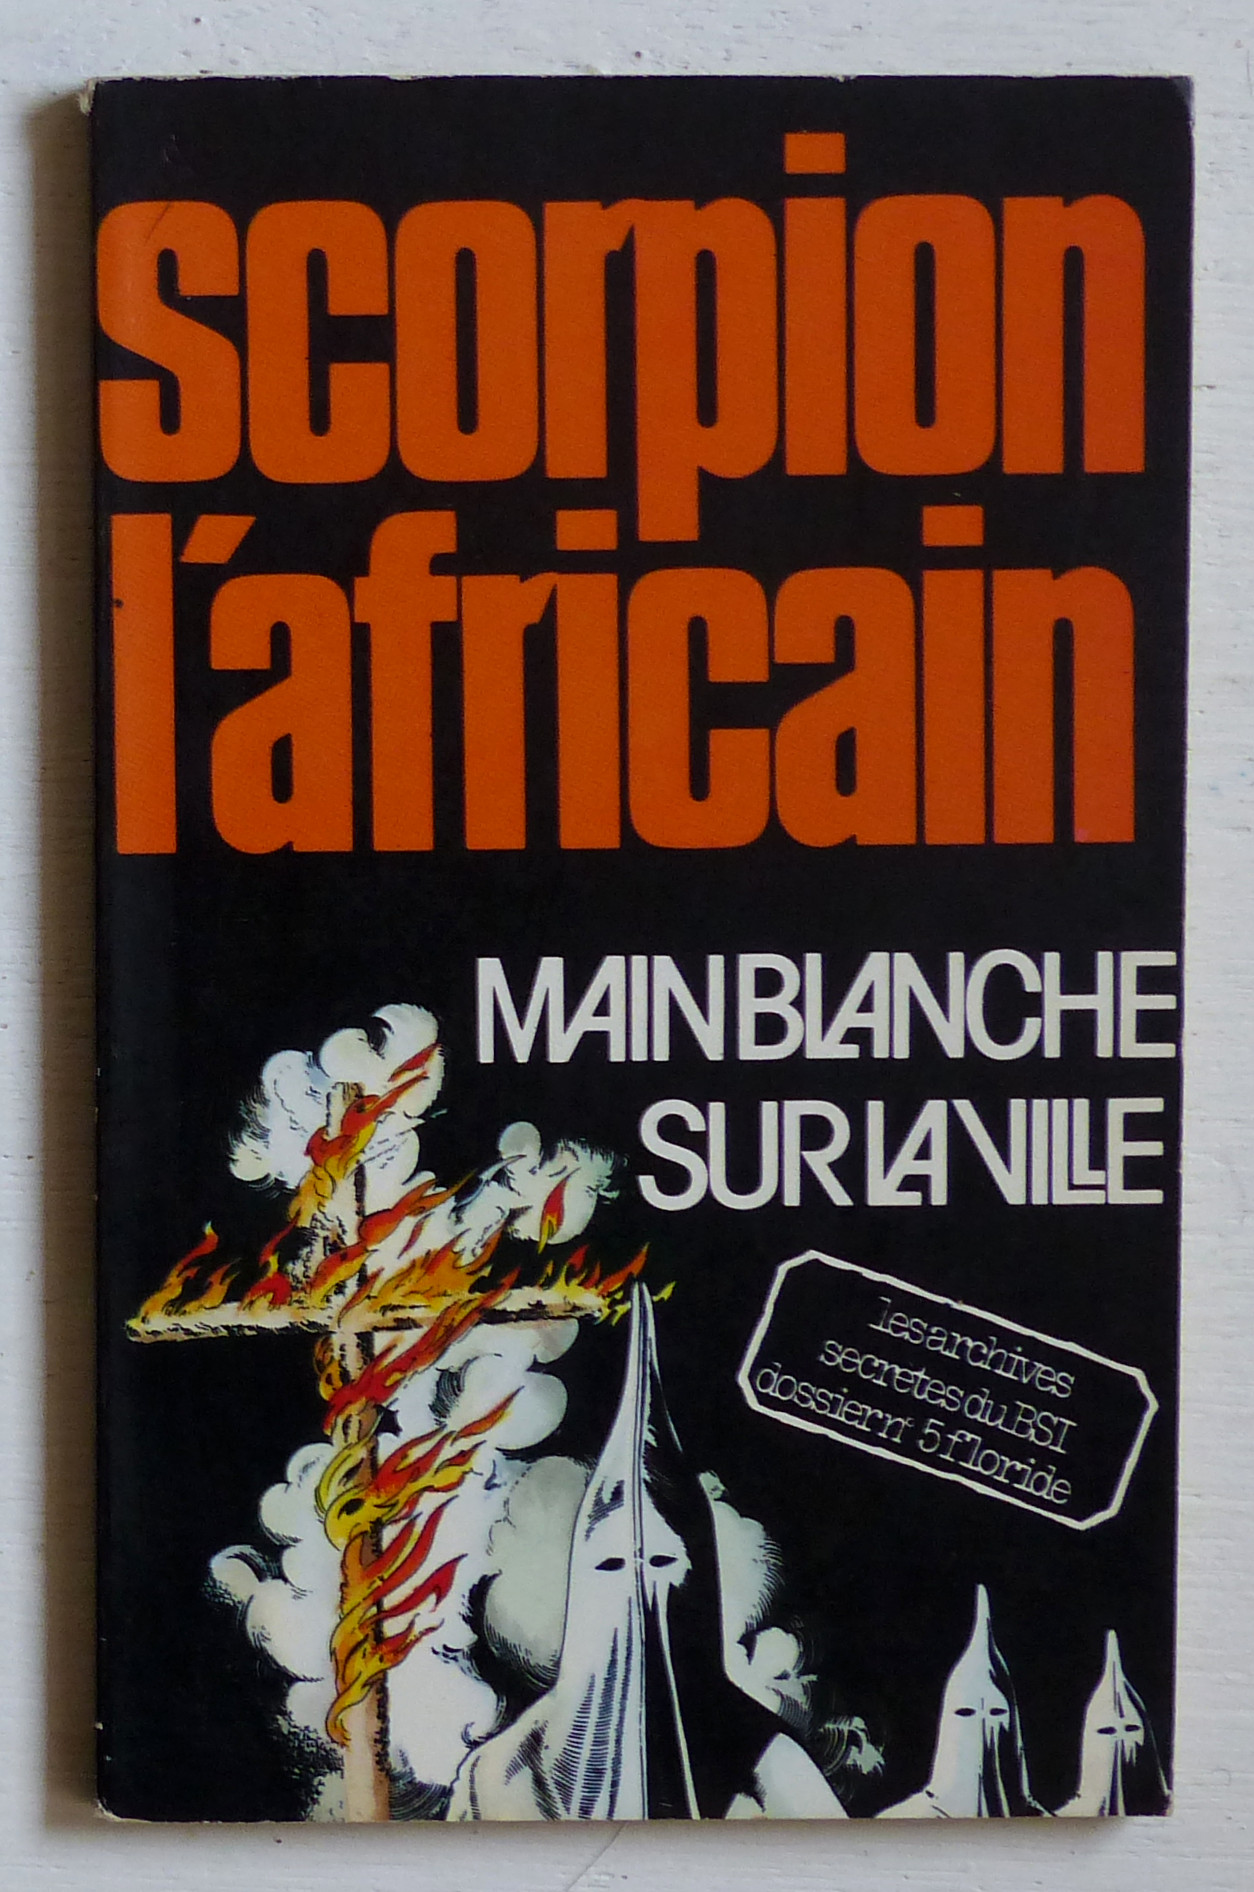 scorpion
l'africain
MAIN BLANCHE
SUR LA VILLE
les archives
secretes du BSI
dossier n° 5 floride